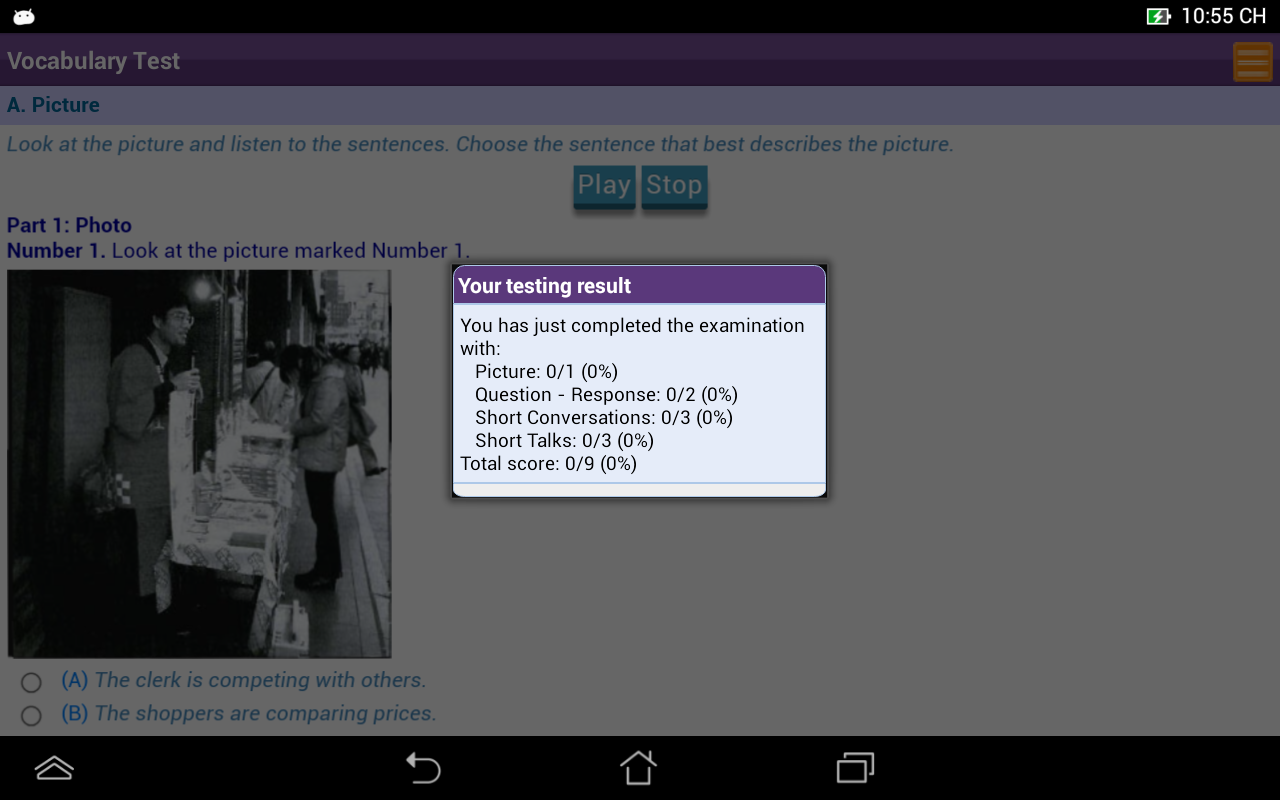 10:55 CH
Vocabulary Test
A. Picture
Look at the picture and listen to the sentences. Choose the sentence that best describes the picture.
Play Stop
Part 1: Photo
Number 1. Look at the picture marked Number 1.
Your testing result
You has just completed the examination
with:
Picture: 0/1 (0%)
Question - Response: 0/2 (0%)
Short Conversations: 0/3 (0%)
Short Talks: 0/3 (0%)
Total score: 0/9 (0%)
(A) The clerk is competing with others.
(B) The shoppers are comparing prices.